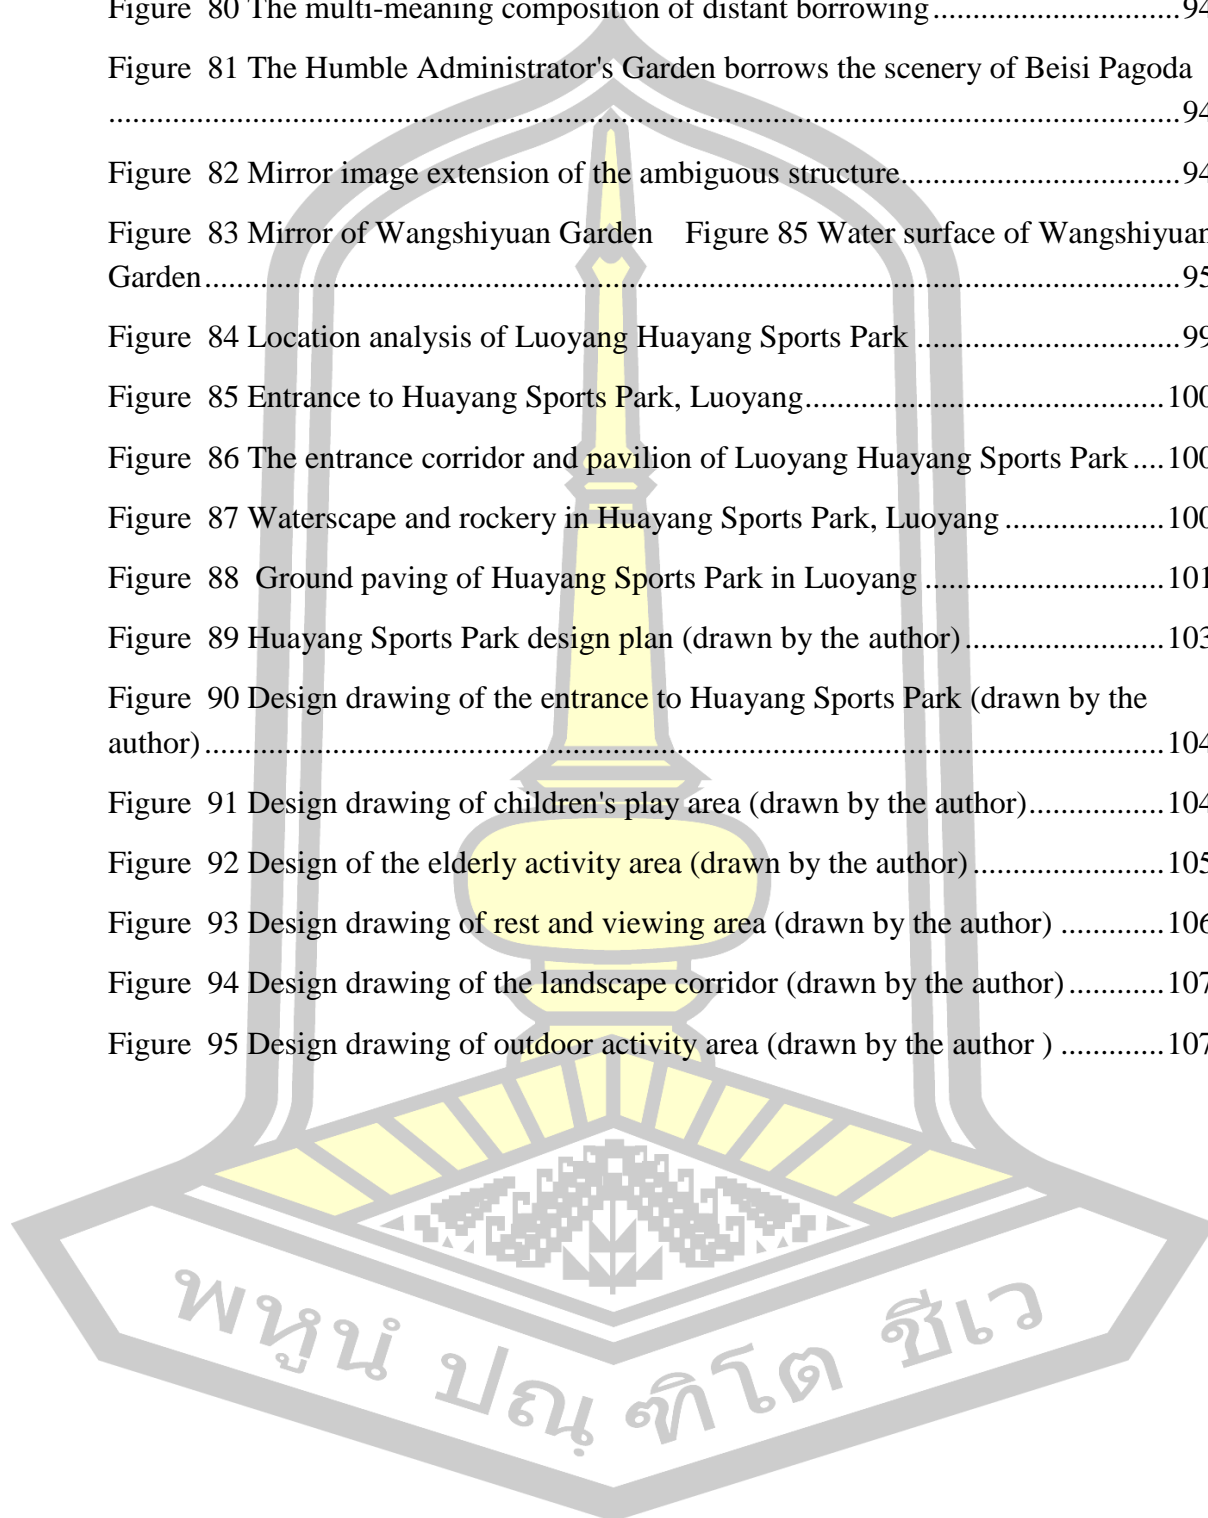 Figure  80 The multi-meaning composition of distant borrowing...............................94
Figure  81 The Humble Administrator's Garden borrows the scenery of Beisi Pagoda
......................................................................................................................................94
Figure  82 Mirror image extension of the ambiguous structure...................................94
Figure  83 Mirror of Wangshiyuan Garden    Figure 85 Water surface of Wangshiyuan
Garden..........................................................................................................................95
Figure  84 Location analysis of Luoyang Huayang Sports Park .................................99
Figure  85 Entrance to Huayang Sports Park, Luoyang.............................................100
Figure  86 The entrance corridor and pavilion of Luoyang Huayang Sports Park....100
Figure  87 Waterscape and rockery in Huayang Sports Park, Luoyang ....................100
Figure  88  Ground paving of Huayang Sports Park in Luoyang ..............................101
Figure  89 Huayang Sports Park design plan (drawn by the author).........................103
Figure  90 Design drawing of the entrance to Huayang Sports Park (drawn by the
author)........................................................................................................................104
Figure  91 Design drawing of children's play area (drawn by the author).................104
Figure  92 Design of the elderly activity area (drawn by the author)........................105
Figure  93 Design drawing of rest and viewing area (drawn by the author) .............106
Figure  94 Design drawing of the landscape corridor (drawn by the author)............107
Figure  95 Design drawing of outdoor activity area (drawn by the author ) .............107
พหูนํ ปณฺฑิโต ชีเว